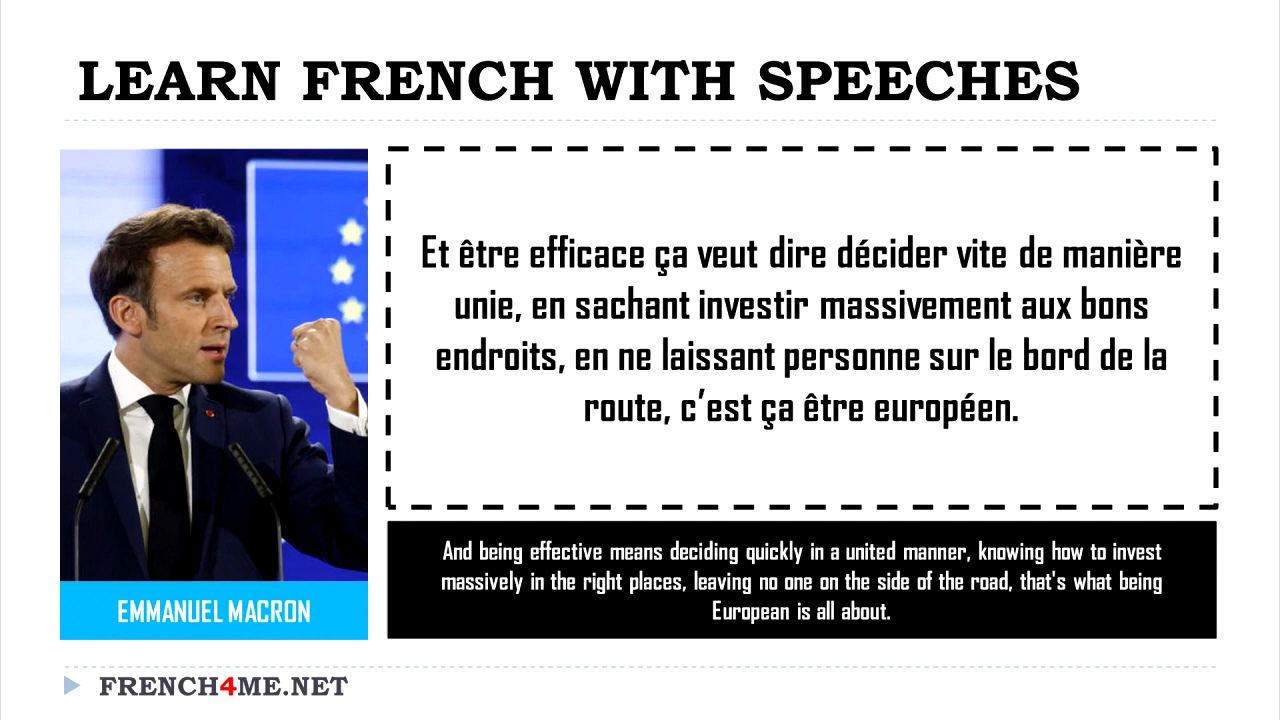 LEARN FRENCH WITH SPEECHES
Et être efficace ça veut dire décider vite de manière
unie, en sachant investir massivement aux bons
endroits, en ne laissant personne sur le bord de la
route, c’est ça être européen.
And being effective means deciding quickly in a united manner, knowing how to invest
massively in the right places, leaving no one on the side of the road, that's what being
European is all about.
EMMANUEL MACRON
FRENCH4ME.NET